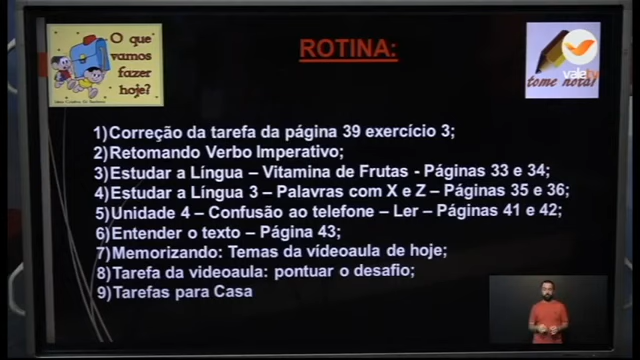 O que
vamos
fazer
hoje?
ROTINA:
vale tv
tome nota!
1)Correção da tarefa da página 39 exercício 3;
2)Retomando Verbo Imperativo;
3)Estudar a Língua – Vitamina de Frutas - Páginas 33 e 34;
4)Estudar a Língua 3 – Palavras com X e Z – Páginas 35 e 36;
5)Unidade 4 – Confusão ao telefone – Ler – Páginas 41 e 42;
6)Entender o texto – Página 43;
7)Memorizando: Temas da vídeoaula de hoje;
8)Tarefa da videoaula: pontuar o desafio;
9)Tarefas para Casa